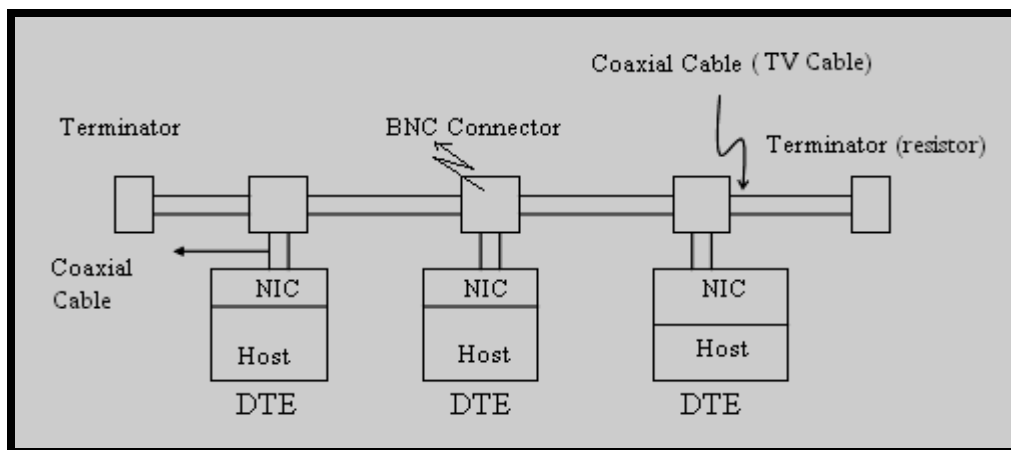 Coaxial Cable ( TV Cable)
Terminator
BNC Connector
Terminator (resistor)
Coaxial
Cable
NIC
NIC
NIC
Host
Host
Host
DTE
DTE
DTE